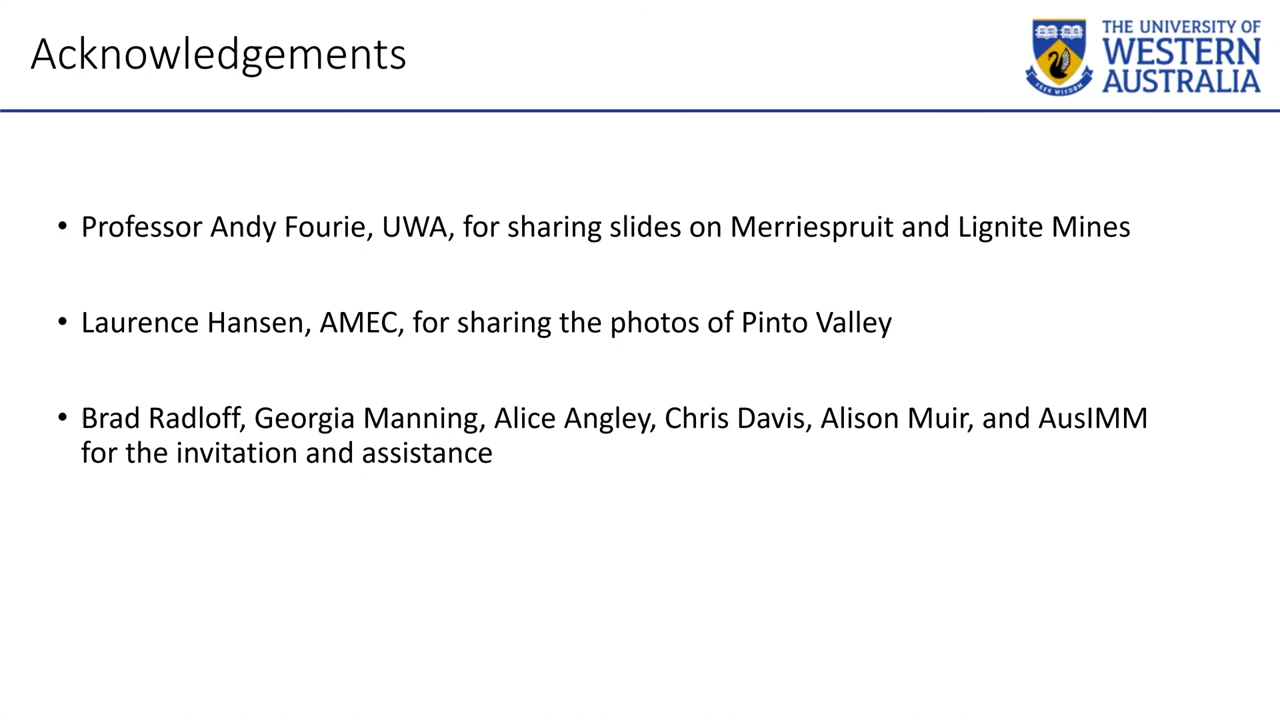 Acknowledgements
THE UNIVERSITY OF
WESTERN
AUSTRALIA
SEEK WISDOM
• Professor Andy Fourie, UWA, for sharing slides on Merriespruit and Lignite Mines
• Laurence Hansen, AMEC, for sharing the photos of Pinto Valley
• Brad Radloff, Georgia Manning, Alice Angley, Chris Davis, Alison Muir, and AusIMM
for the invitation and assistance